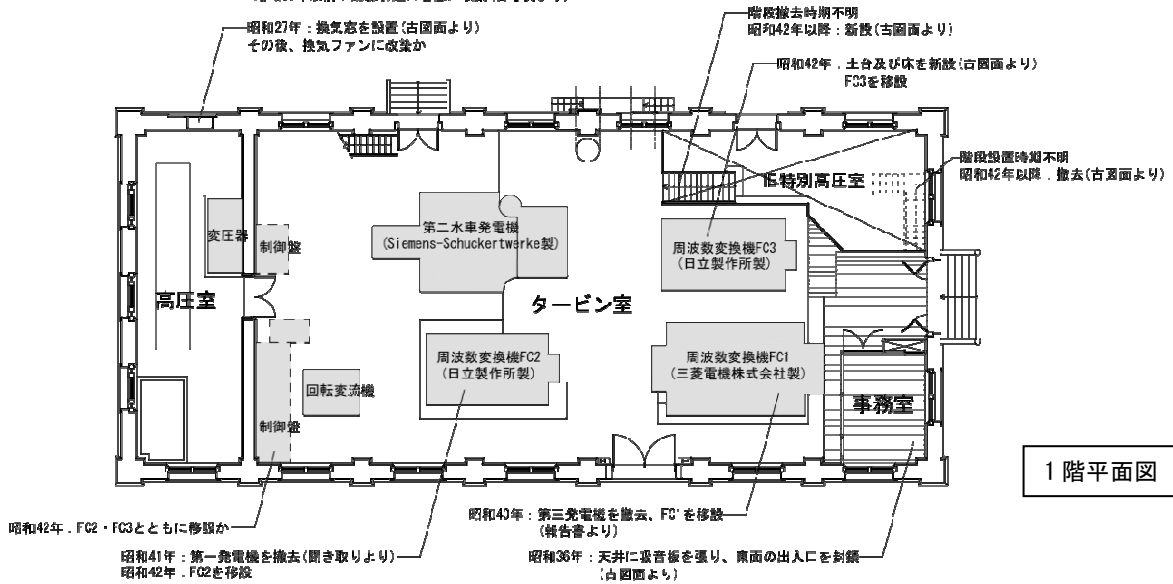 昭和27年：換気窓を設置(古図面より)
その後、換気ファンに改築か
階段撤去時期不明
昭和42年以降：新設(古図面より)
昭和42年．土台及び床を新設(古図面より)
FC3を移設
階段設置時期不明
昭和42年以降．撤去(古図面より)
旧特別高圧室
変圧器
制御盤
第二水車発電機
(Siemens-Schuckertwerke製)
周波数変換機FC3
(日立製作所製)
高圧室
タービン室
周波数変換機FC2
(日立製作所製)
周波数変換機FC1
(三菱電機株式会社製)
回転変流機
制御盤
事務室
1階平面図
昭和42年．FC2・FC3とともに移設か
昭和41年：第一発電機を撤去(聞き取りより)
昭和42年．FC2を移設
：第三発電機を撤去、FC1を移設
(報告書より)
昭和36年：天井に吸音板を張り、東面の出入口を封鎖
(古図面より)